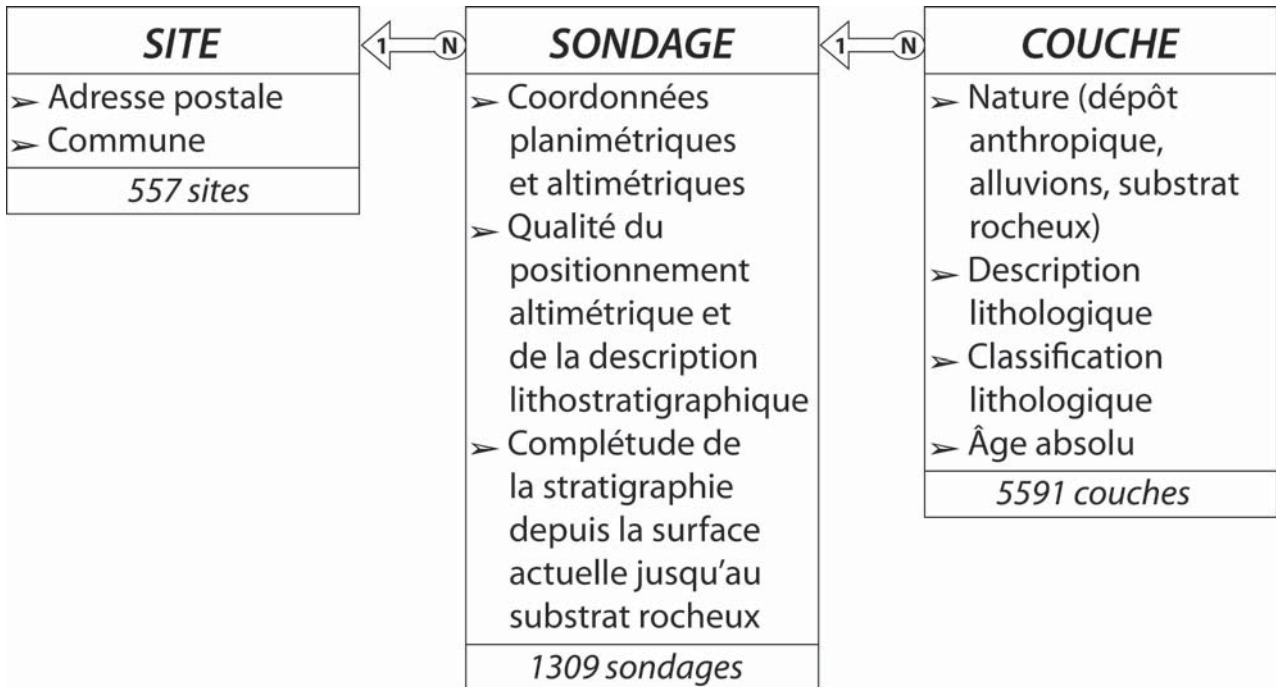 SITE
➢ Adresse postale
➢ Commune
557 sites
1
N
SONDAGE
➢ Coordonnées
planimétriques
et altimétriques
➢ Qualité du
positionnement
altimétrique et
de la description
lithostratigraphique
➢ Complétude de
la stratigraphie
depuis la surface
actuelle jusqu'au
substrat rocheux
1309 sondages
1
N
COUCHE
➢ Nature (dépôt
anthropique,
alluvions, substrat
rocheux)
➢ Description
lithologique
➢ Classification
lithologique
➢ Âge absolu
5591 couches